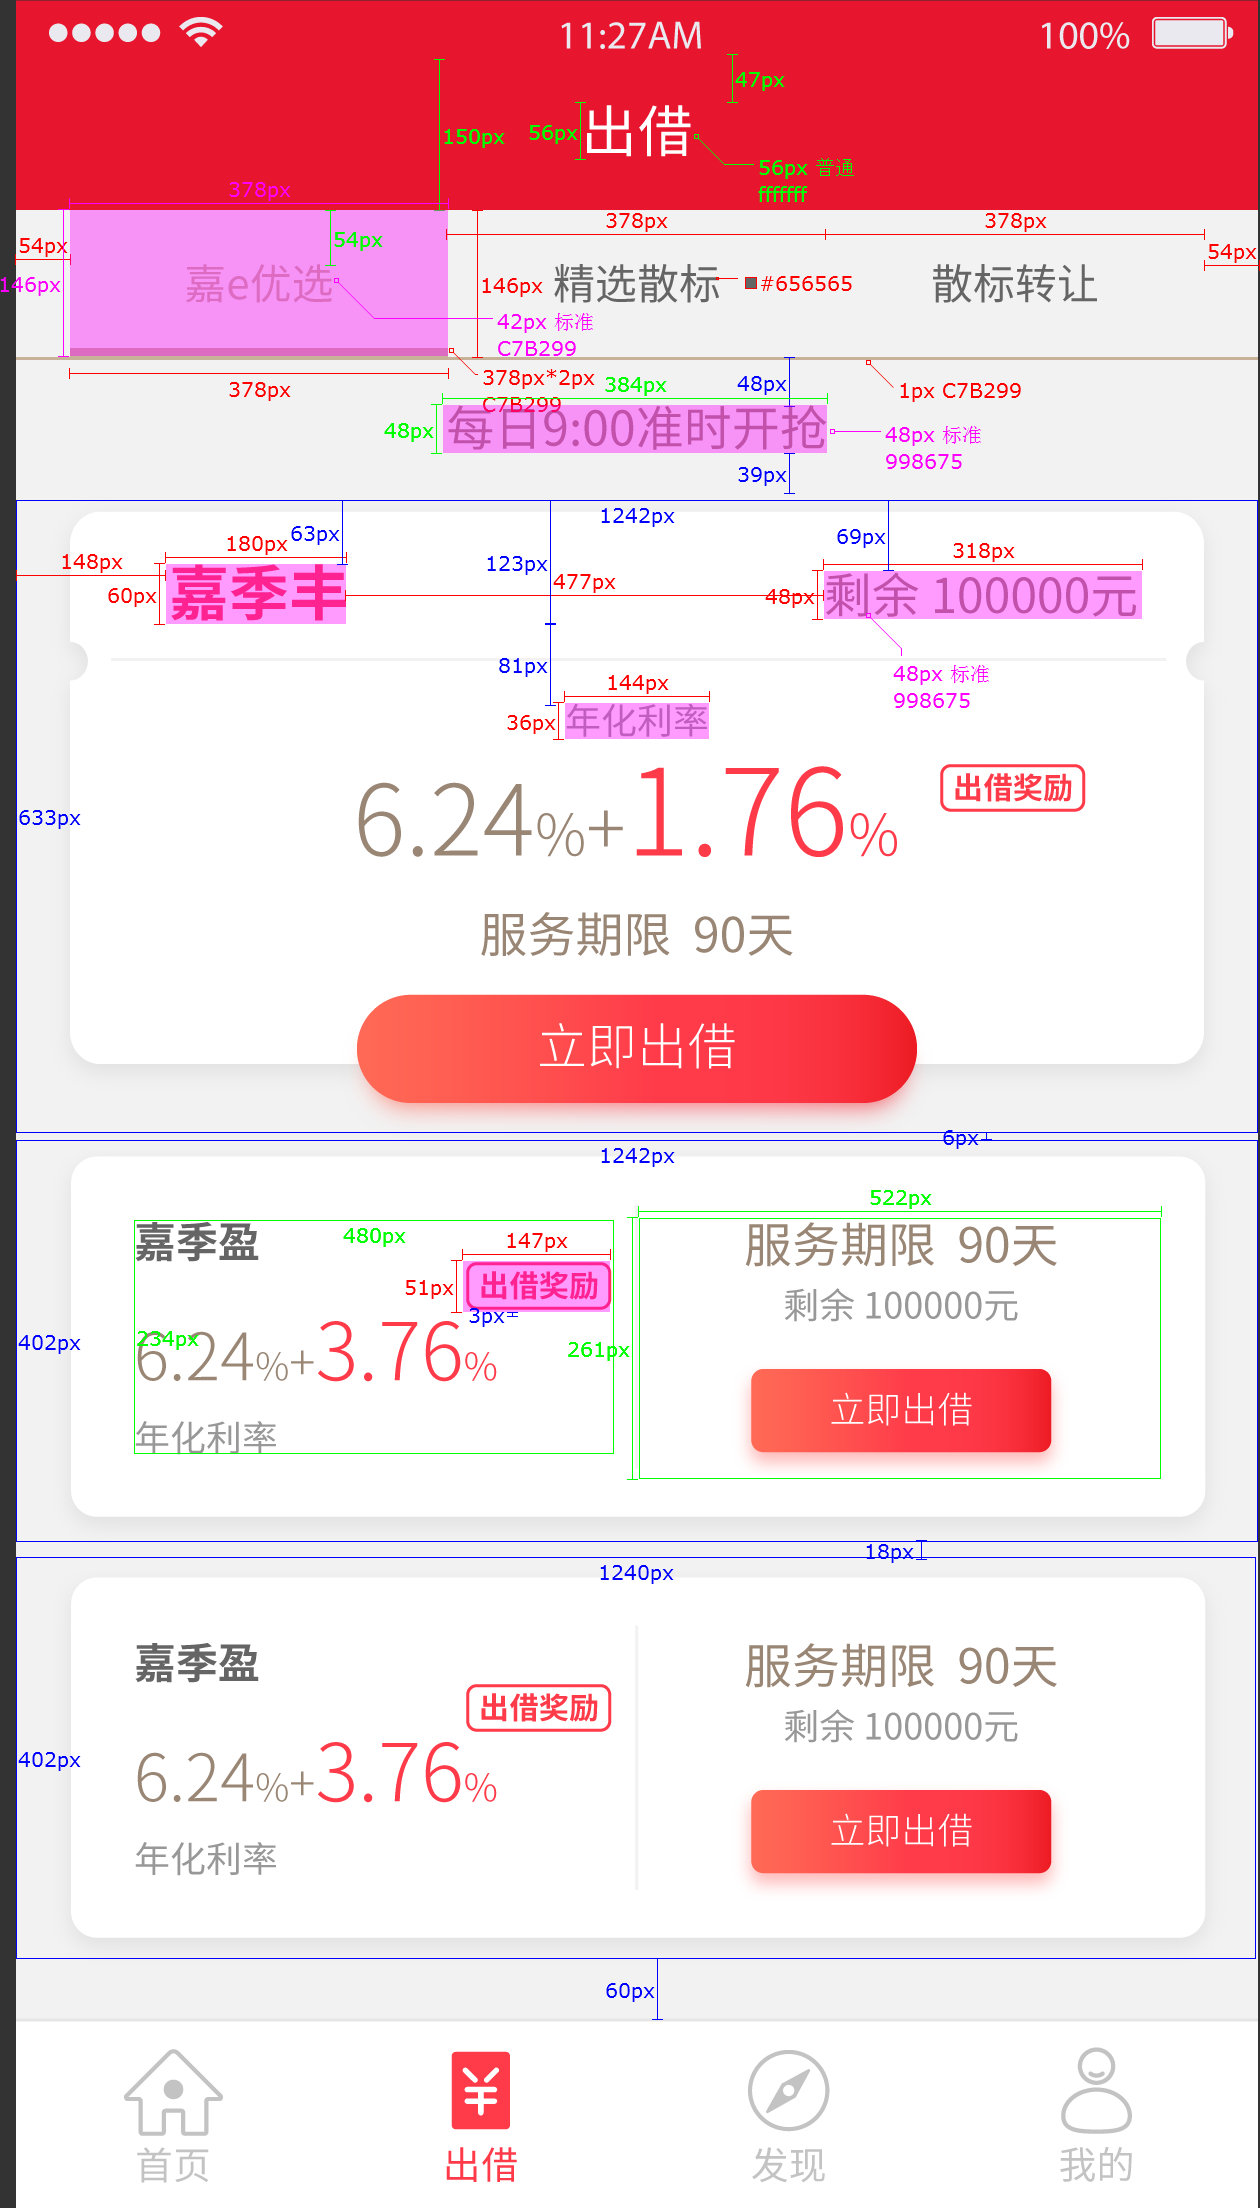 11:27AM 100%
47px
56px 出借
150px
56px 普通
fffffff
378px
378px 378px
54px 54px 54px
146px
嘉e优选 精选散标 #656565 散标转让
146px
42px 标准
C7B299
378px
378px*2px
C7B299
384px
48px
1px C7B299
48px
每日9:00准时开抢
48px 标准
998675
39px
1242px
63px 69px
180px 318px
148px 123px 477px
60px 嘉季丰 48px 剩余 100000元
81px
48px 标准
998675
144px
36px 年化利率
出借奖励
633px
6.24%+1.76%
服务期限 90天
立即出借
6px
1242px
522px
480px
嘉季盈 147px 服务期限 90天
51px 出借奖励 剩余 100000元
3px
402px 234px 261px
6.24%+3.76%
立即出借
年化利率
18px
1240px
嘉季盈 服务期限 90天
出借奖励 剩余 100000元
402px
6.24%+3.76%
立即出借
年化利率
60px
首页 出借 发现 我的